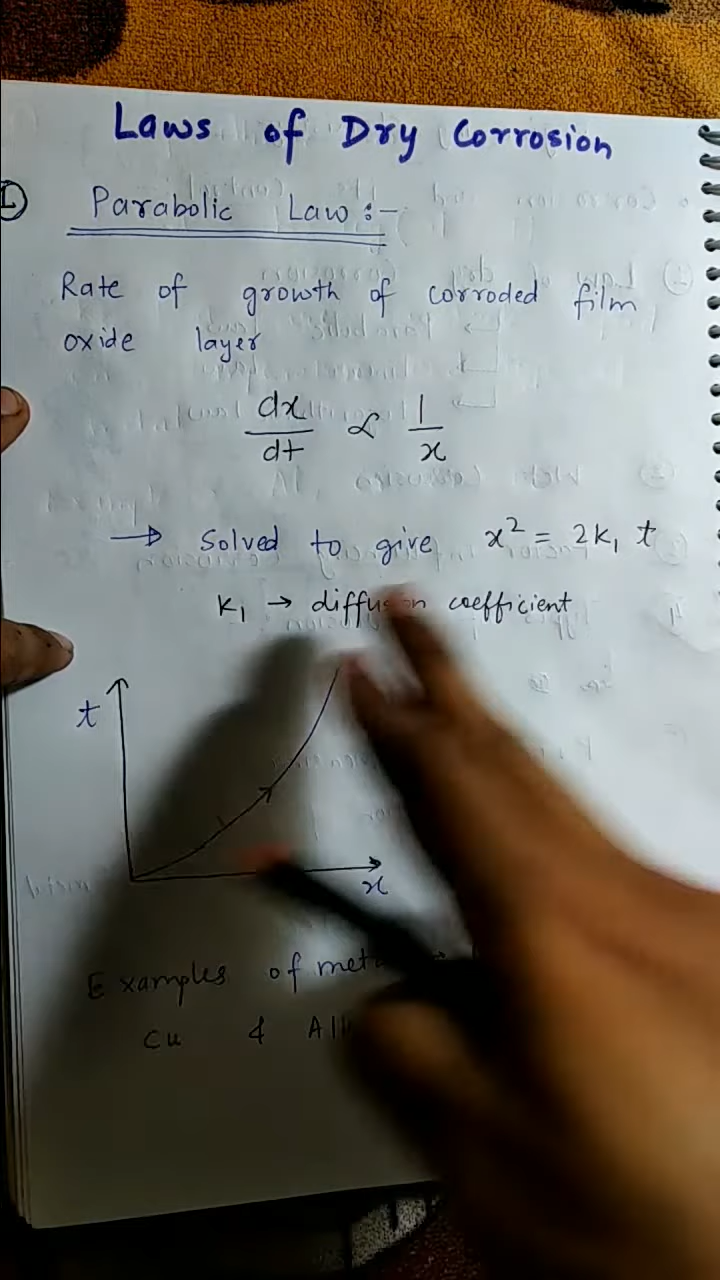 Laws of Dry Corrosion
1
Parabolic Law :-
Rate of growth of corroded film
oxide layer
dx/dt ∝ 1/x
→ Solved to give x² = 2k₁ t
k₁ → diffusion coefficient
t
x
Examples of
Cu &